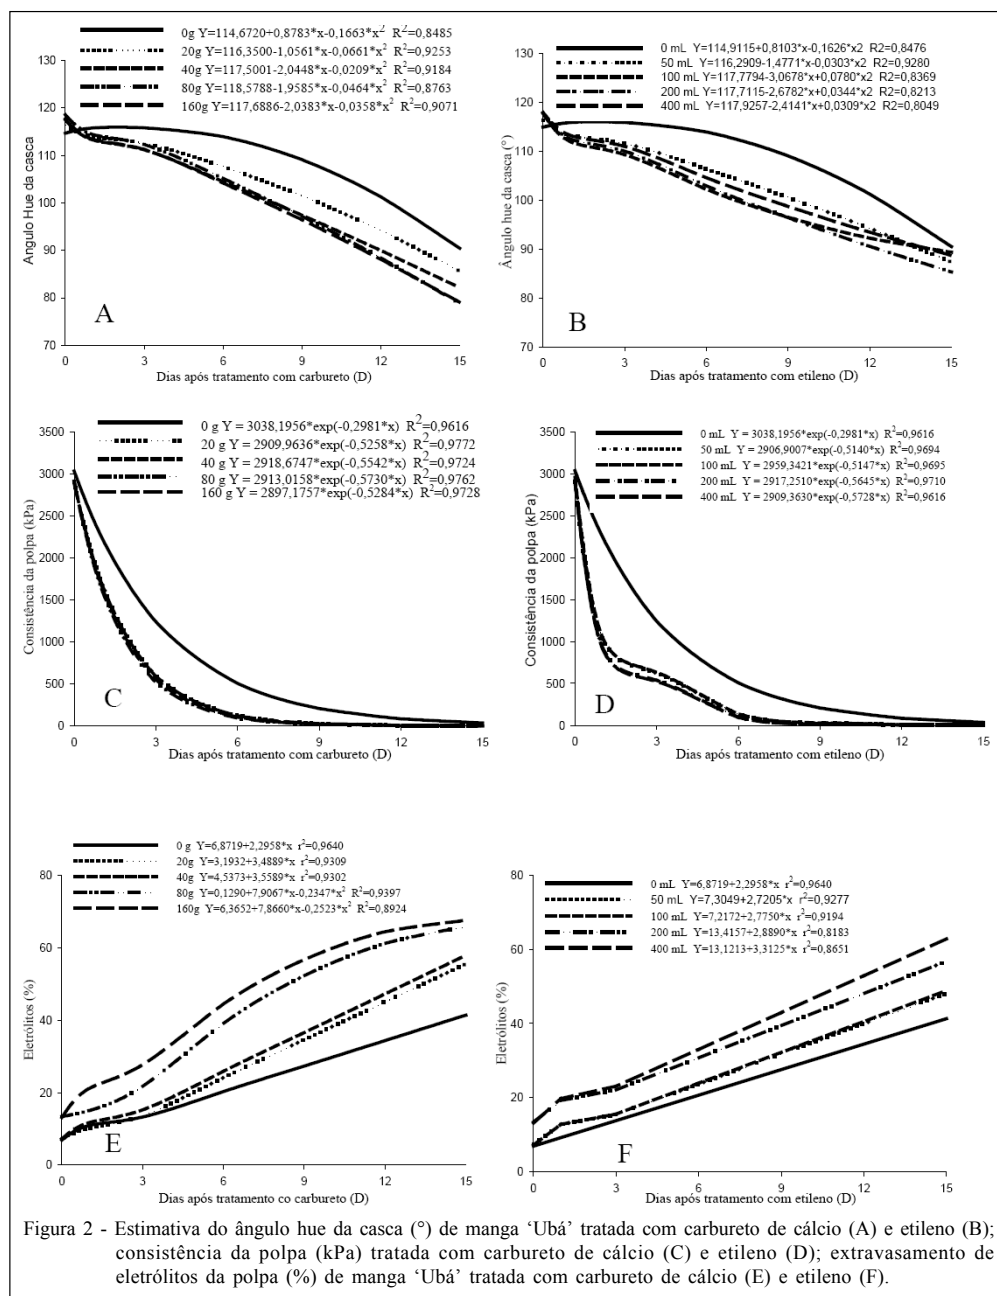 0g Y=114,6720+0,8783*x-0,1663*x² R²=0,8485
20g Y=116,3500-1,0561*x-0,0661*x² R²=0,9253
40g Y=117,5001-2,0448*x-0,0209*x² R²=0,9184
80g Y=118,5788-1,9585*x-0,0464*x² R²=0,8763
160g Y=117,6886-2,0383*x-0,0358*x² R²=0,9071
130
120
110
100
90
80
70
Angulo Hue da casca
A
0 3 6 9 12 15
Dias após tratamento com carbureto (D)
0 mL Y=114,9115+0,8103*x-0,1626*x2 R2=0,8476
50 mL Y=116,2909-1,4771*x-0,0303*x2 R2=0,9280
100 mL Y=117,7794-3,0678*x+0,0780*x2 R2=0,8369
200 mL Y=117,7115-2,6782*x+0,0344*x2 R2=0,8213
400 mL Y=117,9257-2,4141*x+0,0309*x2 R2=0,8049
130
120
110
100
90
80
70
Ângulo hue da casca (°)
B
0 3 6 9 12 15
Dias após tratamento com etileno (D)
0 g Y = 3038,1956*exp(-0,2981*x) R²=0,9616
20 g Y = 2909,9636*exp(-0,5258*x) R²=0,9772
40 g Y = 2918,6747*exp(-0,5542*x) R²=0,9724
80 g Y = 2913,0158*exp(-0,5730*x) R²=0,9762
160 g Y = 2897,1757*exp(-0,5284*x) R²=0,9728
3500
3000
2500
2000
1500
1000
500
0
Consistência da polpa (kPa)
C
0 3 6 9 12 15
Dias após tratamento com carbureto (D)
0 mL Y = 3038,1956*exp(-0,2981*x) R²=0,9616
50 mL Y = 2906,9007*exp(-0,5140*x) R²=0,9694
100 mL Y = 2959,3421*exp(-0,5147*x) R²=0,9695
200 mL Y = 2917,2510*exp(-0,5645*x) R²=0,9710
400 mL Y = 2909,3630*exp(-0,5728*x) R²=0,9616
3500
3000
2500
2000
1500
1000
500
0
Consistência da polpa (kPa)
D
0 3 6 9 12 15
Dias após tratamento com etileno (D)
0 g Y=6,8719+2,2958*x r²=0,9640
20g Y=3,1932+3,4889*x r²=0,9309
40g Y=4,5373+3,5589*x r²=0,9302
80g Y=0,1290+7,9067*x-0,2347*x² R²=0,9397
160g Y=6,3652+7,8660*x-0,2523*x² R²=0,8924
80
60
40
20
0
Eletrólitos (%)
E
0 3 6 9 12 15
Dias após tratamento co carbureto (D)
0 mL Y=6,8719+2,2958*x r²=0,9640
50 mL Y=7,3049+2,7205*x r²=0,9277
100 mL Y=7,2172+2,7750*x r²=0,9194
200 mL Y=13,4157+2,8890*x r²=0,8183
400 mL Y=13,1213+3,3125*x r²=0,8651
80
60
40
20
0
Eletrólitos (%)
F
0 3 6 9 12 15
Dias após tratamento com etileno (D)
Figura 2 - Estimativa do ângulo hue da casca (°) de manga ‘Ubá’ tratada com carbureto de cálcio (A) e etileno (B);
consistência da polpa (kPa) tratada com carbureto de cálcio (C) e etileno (D); extravasamento de
eletrólitos da polpa (%) de manga ‘Ubá’ tratada com carbureto de cálcio (E) e etileno (F).